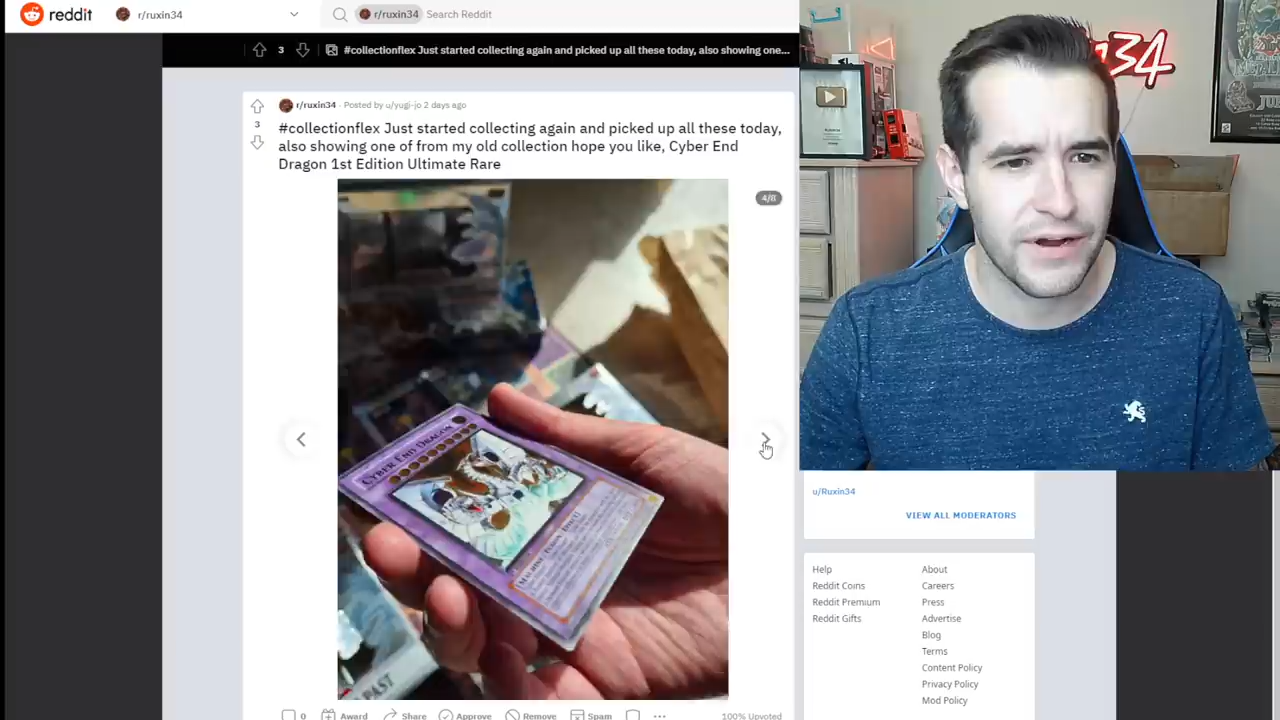 reddit
r/ruxin34
r/ruxin34 Search Reddit
3
#collectionflex Just started collecting again and picked up all these today, also showing one...
r/ruxin34 · Posted by u/yugi-jo 2 days ago
3
#collectionflex Just started collecting again and picked up all these today,
also showing one of from my old collection hope you like, Cyber End
Dragon 1st Edition Ultimate Rare
4/8
CYBER END DRAGON
PAST
0 Award Share Approve Remove Spam
100% Upvoted
u/Ruxin34
VIEW ALL MODERATORS
Help About
Reddit Coins Careers
Reddit Premium Press
Reddit Gifts Advertise
Blog
Terms
Content Policy
Privacy Policy
Mod Policy